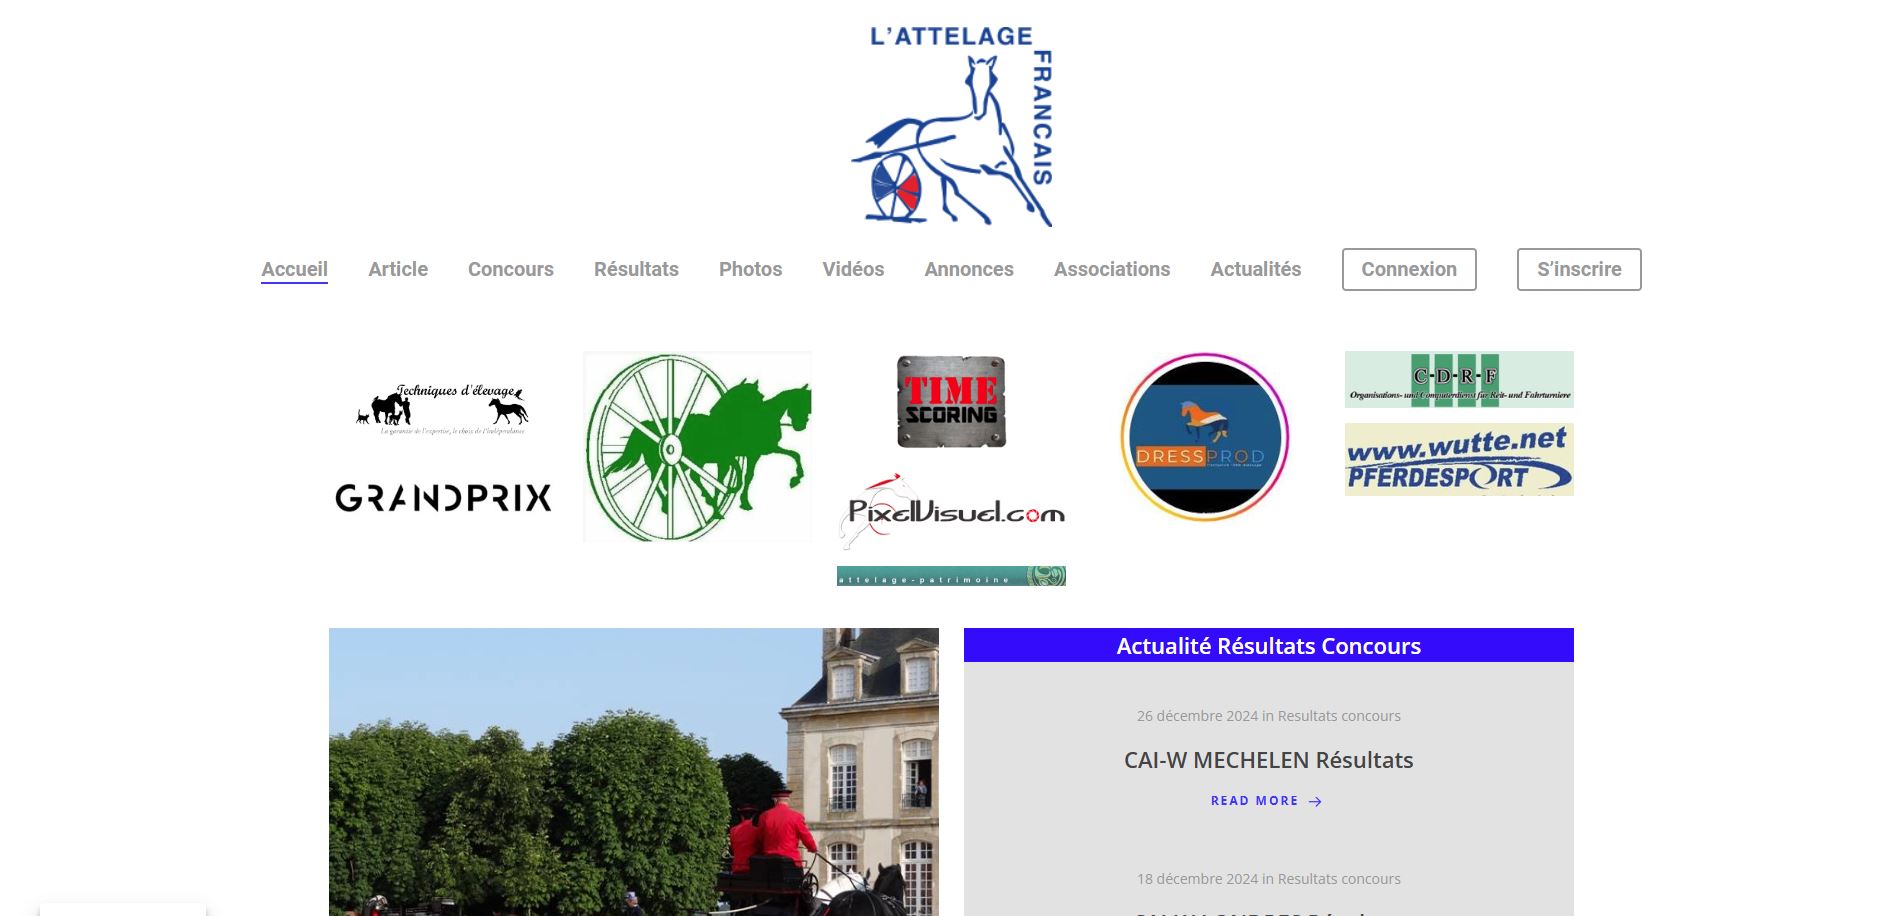 L'ATTELAGE
FRANCAIS
Accueil
Article
Concours
Résultats
Photos
Vidéos
Annonces
Associations
Actualités
Connexion
S'inscrire
Techniques d'élevage
La garantie de l'expertise, le choix de l'indépendance
GRANDPRIX
TIME
SCORING
PixelVisuel.com
attelage-patrimoine
DRESSPROD
C-D-R-F
Organisations- und Computerdienst für Reit- und Fahrturniere
www.wutte.net
PFERDESPORT
Actualité Résultats Concours
26 décembre 2024 in Resultats concours
CAI-W MECHELEN Résultats
READ MORE →
18 décembre 2024 in Resultats concours